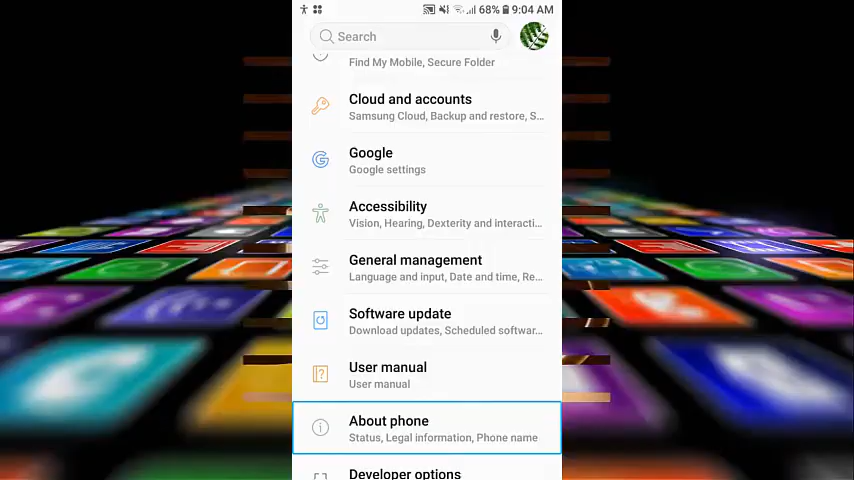 68% 9:04 AM
Search
Find My Mobile, Secure Folder
Cloud and accounts
Samsung Cloud, Backup and restore, S...
Google
Google settings
Accessibility
Vision, Hearing, Dexterity and interacti...
General management
Language and input, Date and time, Re...
Software update
Download updates, Scheduled softwar...
User manual
User manual
About phone
Status, Legal information, Phone name
Developer options